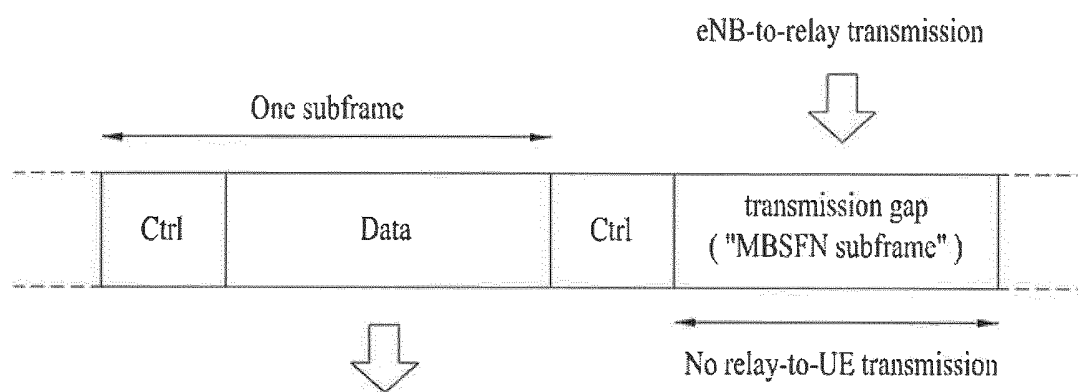 eNB-to-relay transmission
One subframe
Ctrl
Data
Ctrl
transmission gap
( "MBSFN subframe" )
No relay-to-UE transmission